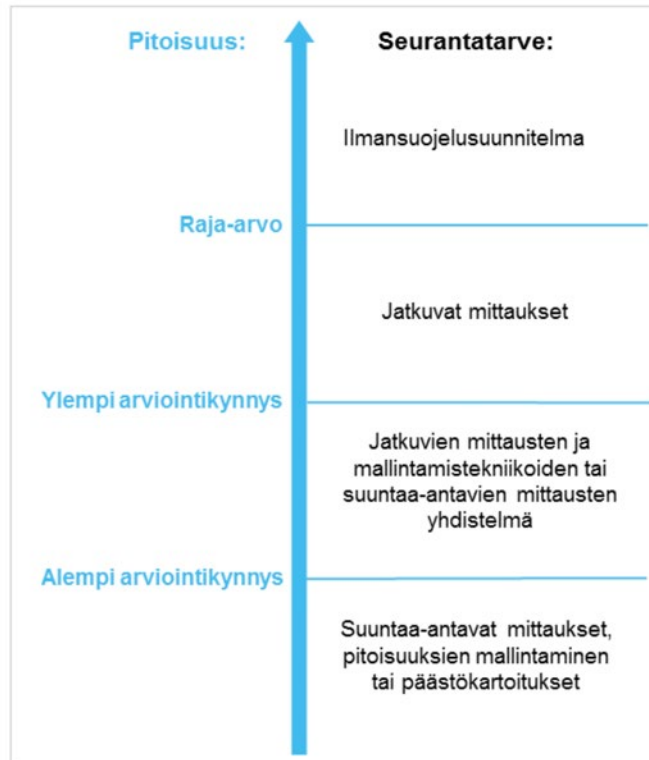 Pitoisuus:
Seurantatarve:
Ilmansuojelusuunnitelma
Raja-arvo
Jatkuvat mittaukset
Ylempi arviointikynnys
Jatkuvien mittausten ja
mallintamistekniikoiden tai
suuntaa-antavien mittausten
yhdistelmä
Alempi arviointikynnys
Suuntaa-antavat mittaukset,
pitoisuuksien mallintaminen
tai päästökartoitukset